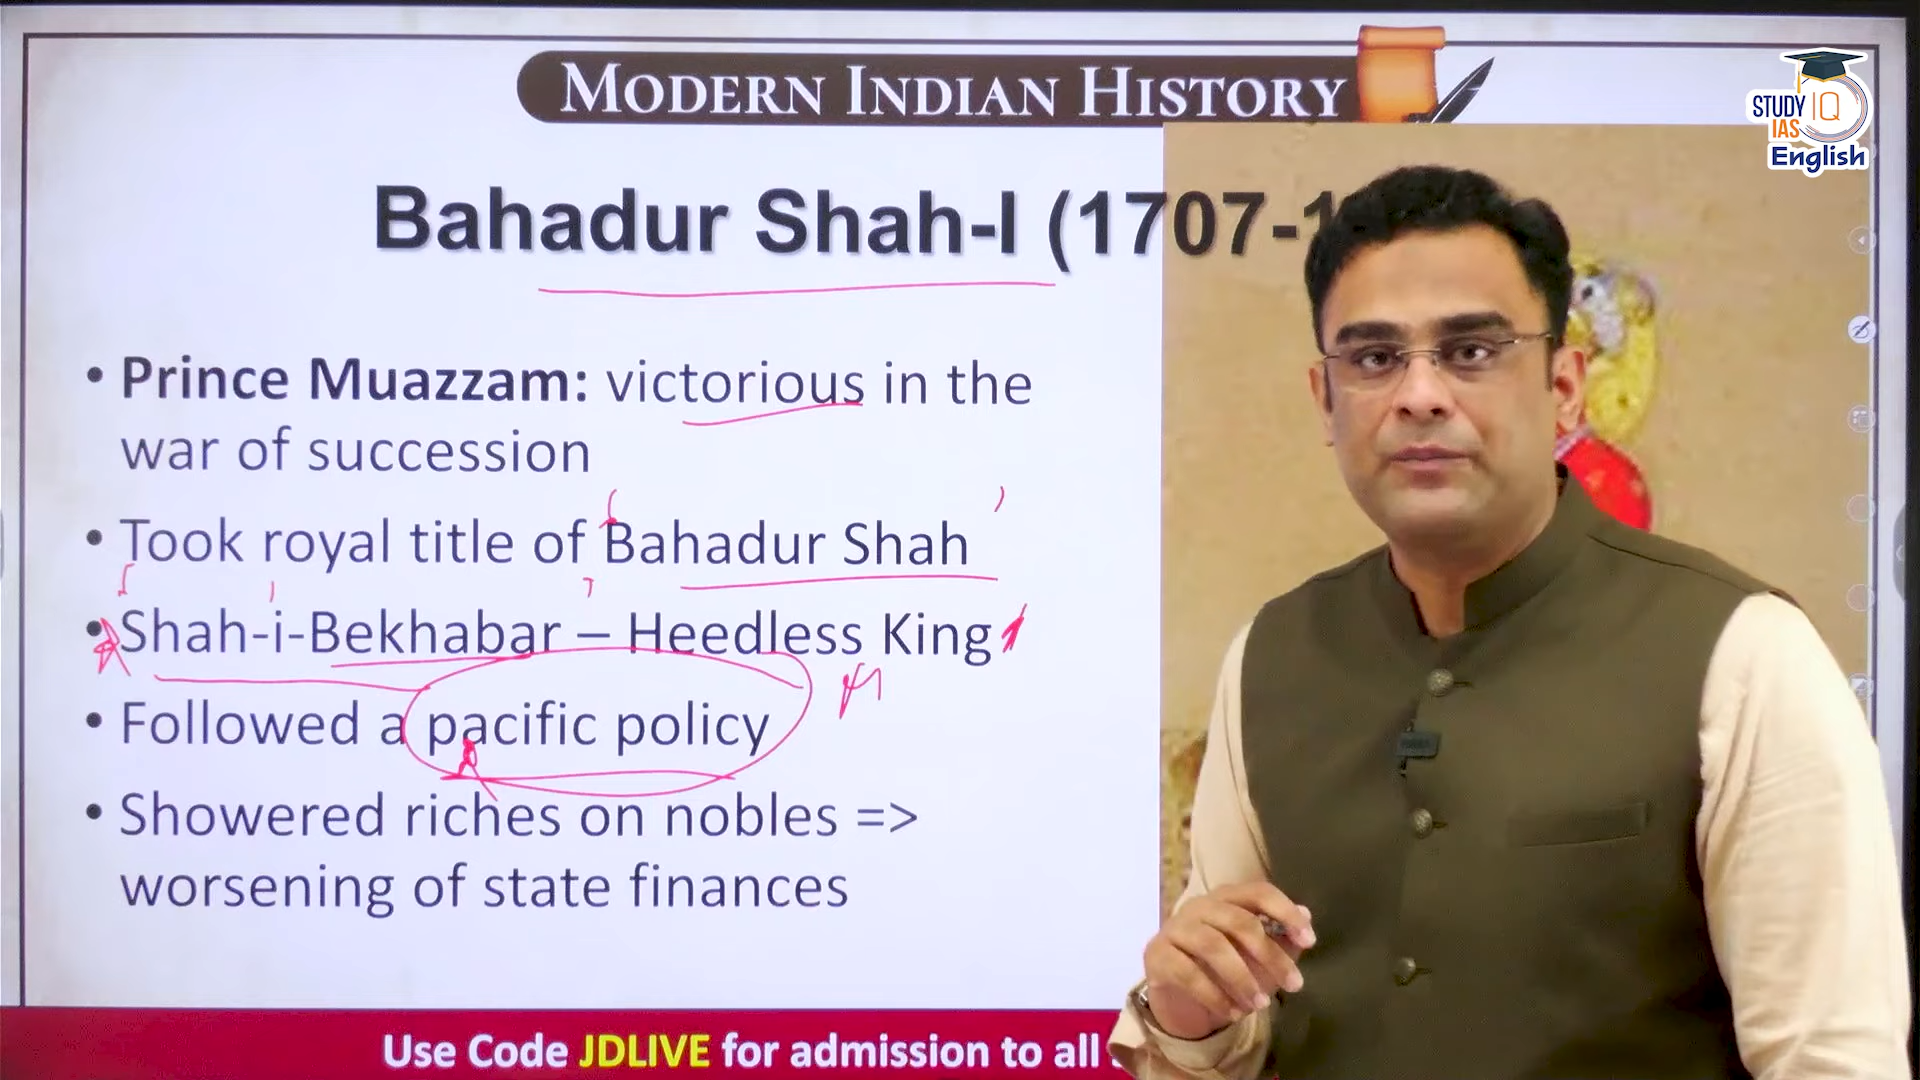 MODERN INDIAN HISTORY
STUDY IQ
IAS
English
Bahadur Shah-I (1707-1
• Prince Muazzam: victorious in the
war of succession
• Took royal title of Bahadur Shah
• Shah-i-Bekhabar – Heedless King
• Followed a pacific policy
• Showered riches on nobles =>
worsening of state finances
Use Code JDLIVE for admission to all